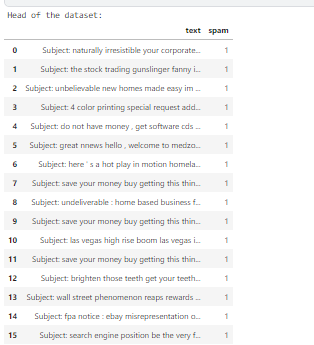 Head of the dataset:
text spam
0 Subject: naturally irresistible your corporate... 1
1 Subject: the stock trading gunslinger fanny i... 1
2 Subject: unbelievable new homes made easy im ... 1
3 Subject: 4 color printing special request add... 1
4 Subject: do not have money , get software cds ... 1
5 Subject: great nnews hello , welcome to medzo... 1
6 Subject: here ' s a hot play in motion homela... 1
7 Subject: save your money buy getting this thin... 1
8 Subject: undeliverable : home based business f... 1
9 Subject: save your money buy getting this thin... 1
10 Subject: las vegas high rise boom las vegas i... 1
11 Subject: save your money buy getting this thin... 1
12 Subject: brighten those teeth get your teeth... 1
13 Subject: wall street phenomenon reaps rewards ... 1
14 Subject: fpa notice : ebay misrepresentation o... 1
15 Subject: search engine position be the very f... 1